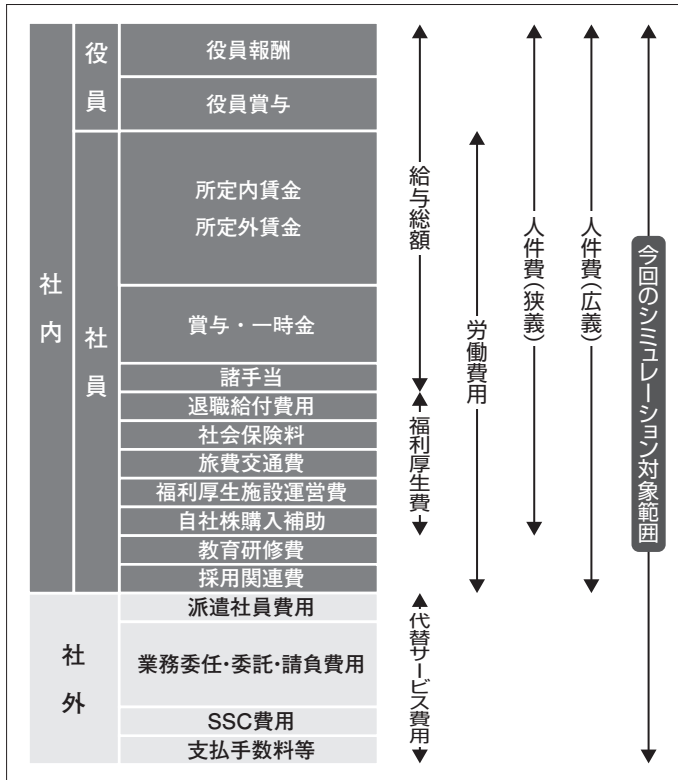 社内
役員
役員報酬
役員賞与
社員
所定内賃金
所定外賃金
賞与・一時金
諸手当
退職給付費用
社会保険料
旅費交通費
福利厚生施設運営費
自社株購入補助
教育研修費
採用関連費
社外
派遣社員費用
業務委任・委託・請負費用
SSC費用
支払手数料等
給与総額
福利厚生費
代替サービス費用
労働費用
人件費(狭義)
人件費(広義)
今回のシミュレーション対象範囲